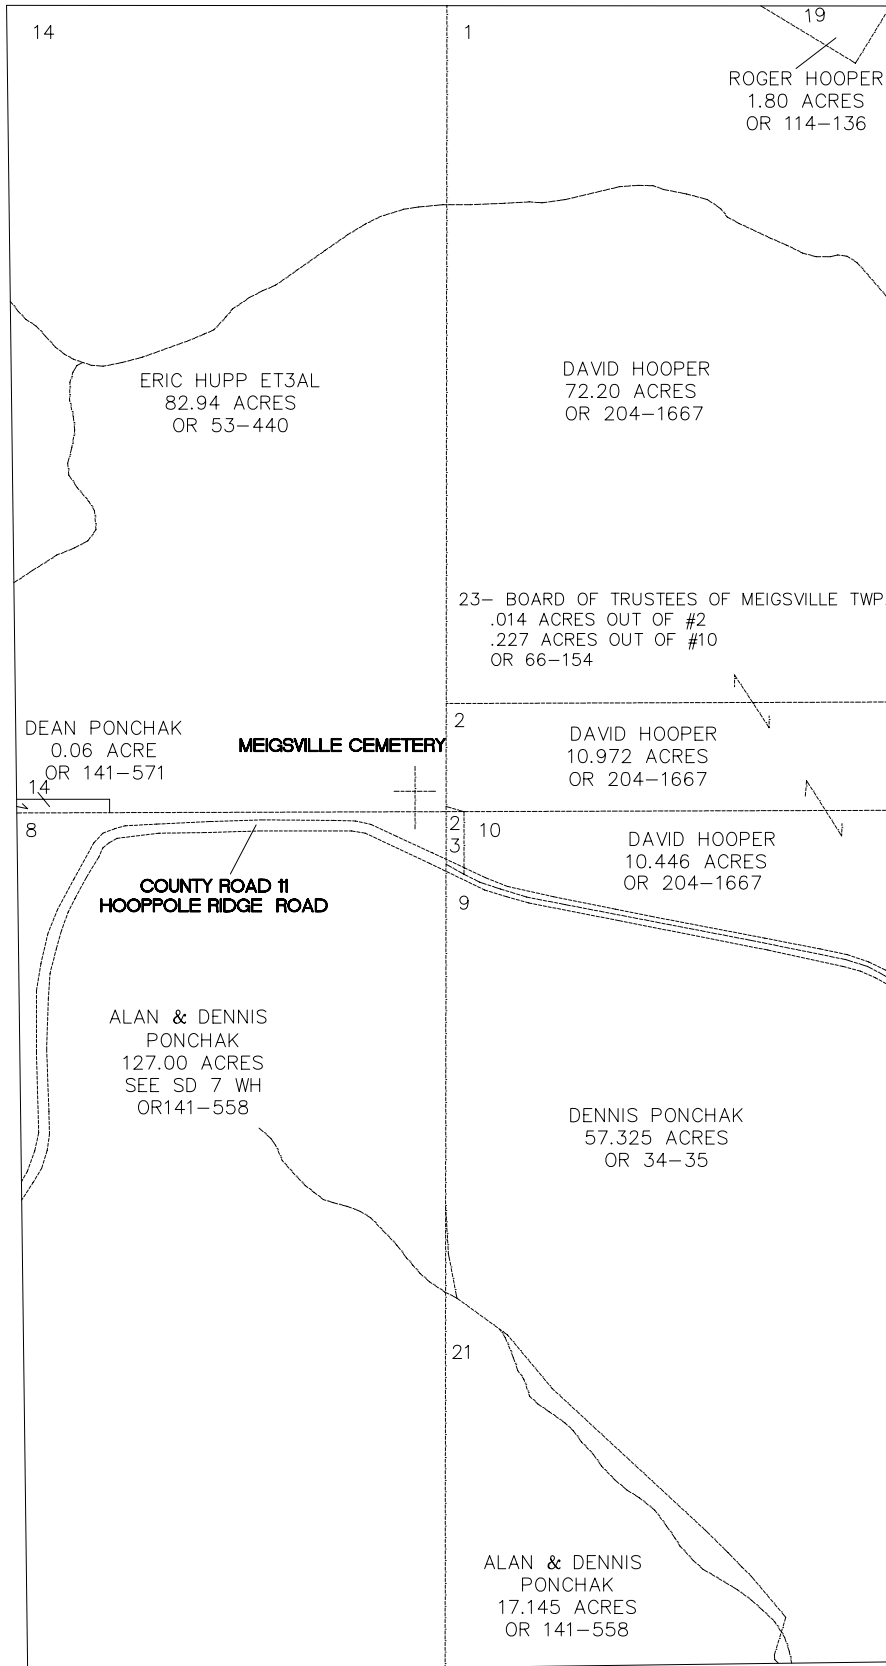 14
1
19
ROGER HOOPER
1.80 ACRES
OR 114-136
ERIC HUPP ET3AL
82.94 ACRES
OR 53-440
DAVID HOOPER
72.20 ACRES
OR 204-1667
23- BOARD OF TRUSTEES OF MEIGSVILLE TWP.
.014 ACRES OUT OF #2
.227 ACRES OUT OF #10
OR 66-154
DEAN PONCHAK
0.06 ACRE
OR 141-571
14
MEIGSVILLE CEMETERY
2
DAVID HOOPER
10.972 ACRES
OR 204-1667
8
2
3
10
DAVID HOOPER
10.446 ACRES
OR 204-1667
COUNTY ROAD 11
HOOPPOLE RIDGE ROAD
9
ALAN & DENNIS
PONCHAK
127.00 ACRES
SEE SD 7 WH
OR141-558
DENNIS PONCHAK
57.325 ACRES
OR 34-35
21
ALAN & DENNIS
PONCHAK
17.145 ACRES
OR 141-558